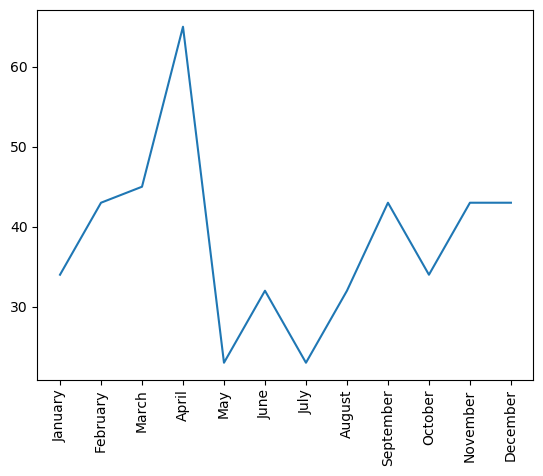 60
50
40
30
January
February
March
April
May
June
July
August
September
October
November
December